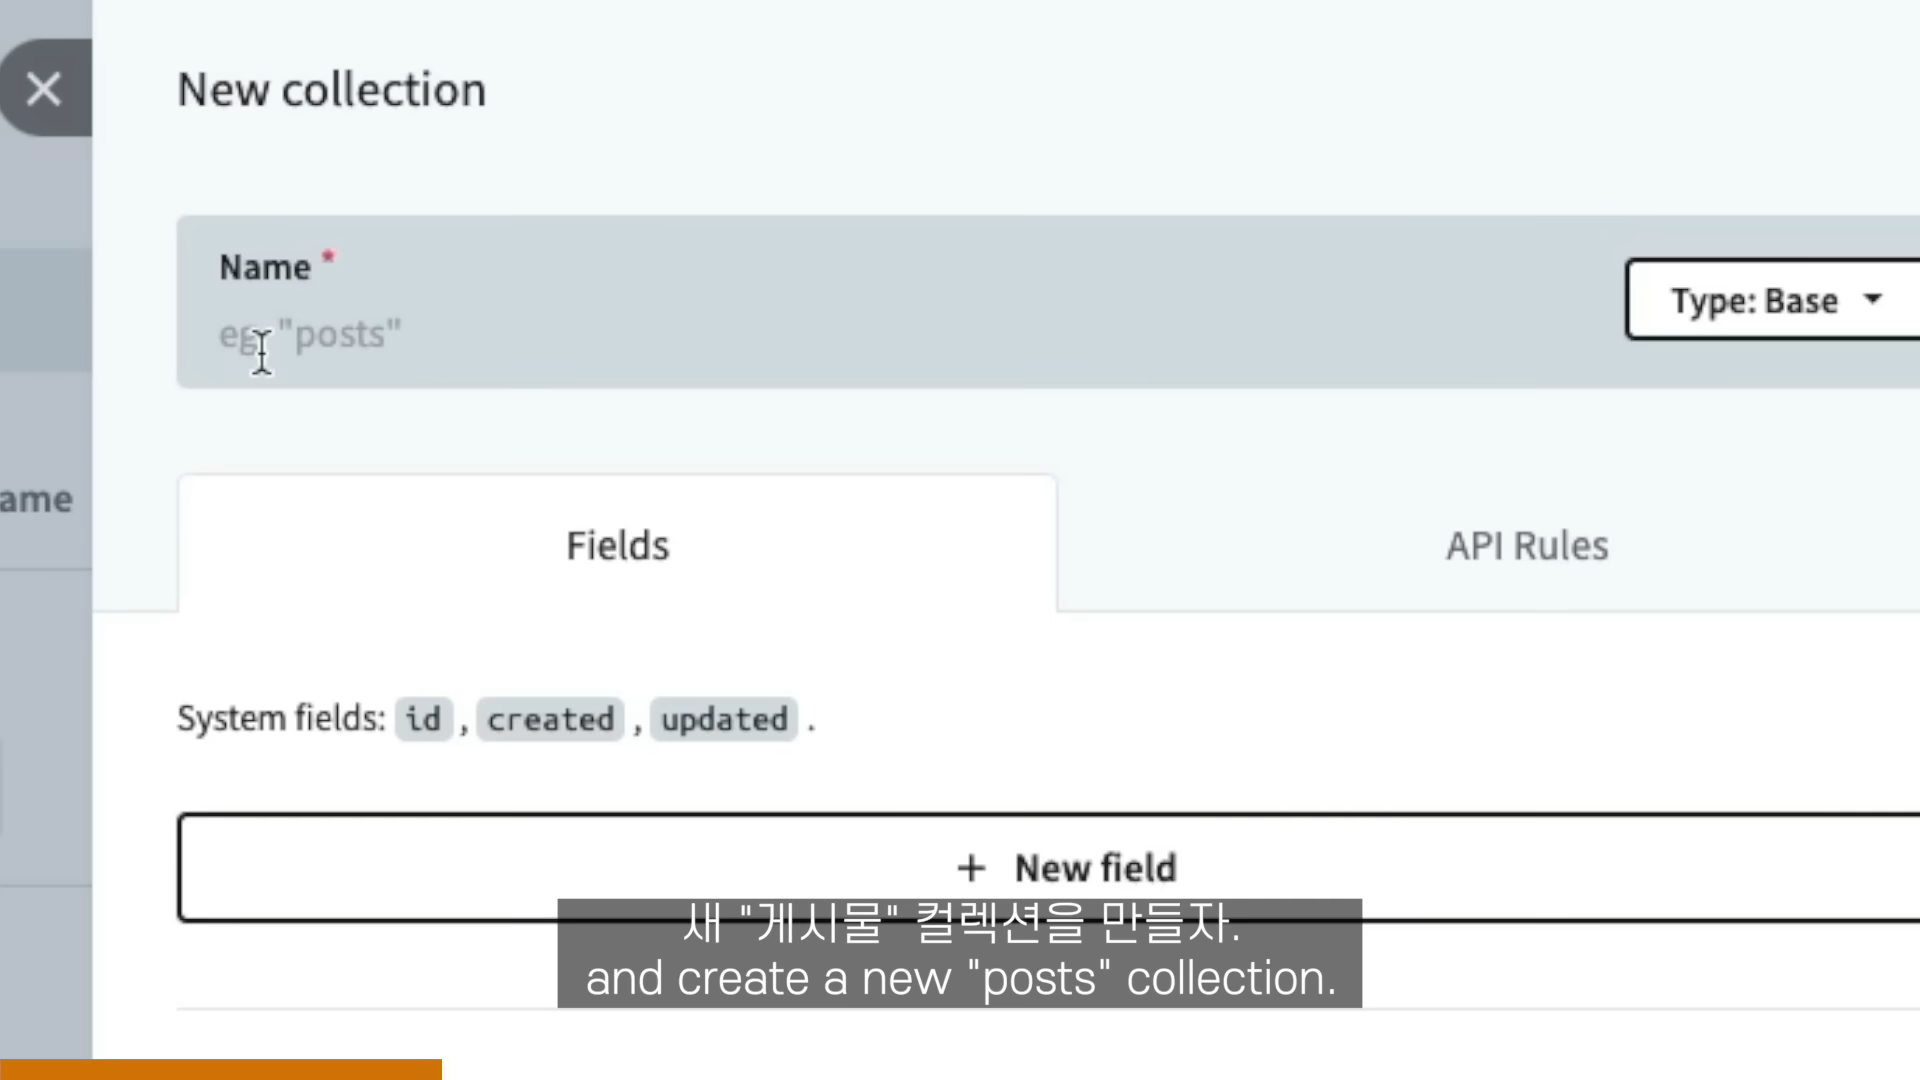 New collection
Name *
eg. "posts"
Type: Base
ame
Fields
API Rules
System fields: id , created , updated .
+ New field
새 "게시물" 컬렉션을 만들자.
and create a new "posts" collection.